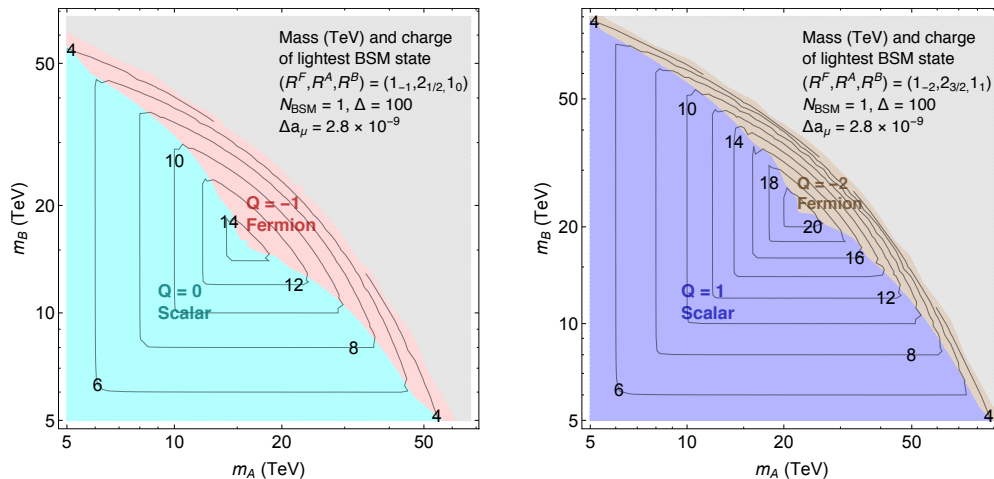 Mass (TeV) and charge
of lightest BSM state
(R^F,R^A,R^B) = (1_{-1},2_{1/2},1_0)
N_BSM = 1, Δ = 100
Δa_μ = 2.8 × 10^{-9}
4
10
14
12
8
6
4
Q = -1
Fermion
Q = 0
Scalar
50
20
10
5
m_B (TeV)
5
10
20
50
m_A (TeV)
Mass (TeV) and charge
of lightest BSM state
(R^F,R^A,R^B) = (1_{-2},2_{3/2},1_1)
N_BSM = 1, Δ = 100
Δa_μ = 2.8 × 10^{-9}
4
10
14
18
20
16
12
8
6
4
Q = -2
Fermion
Q = 1
Scalar
50
20
10
5
m_B (TeV)
5
10
20
50
m_A (TeV)